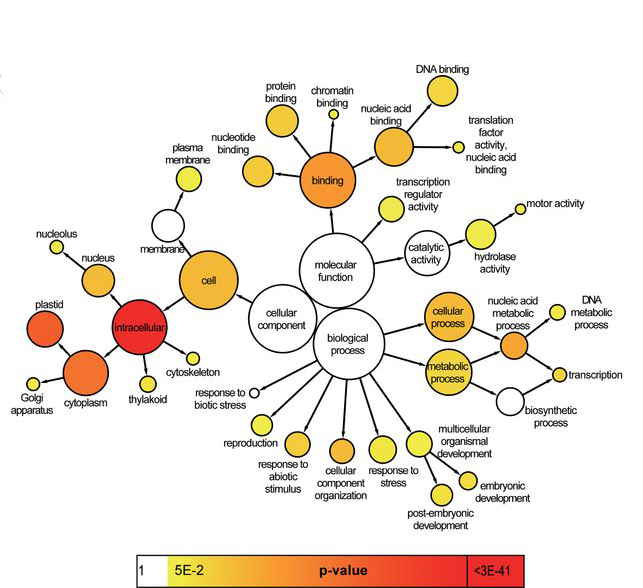 DNA binding
protein
binding
chromatin
binding
nucleic acid
binding
translation
factor
activity,
nucleic acid
binding
nucleotide
binding
plasma
membrane
binding
transcription
regulator
activity
motor activity
membrane
catalytic
activity
hydrolase
activity
nucleolus
nucleus
cell
molecular
function
plastid
intracellular
cellular
component
biological
process
cellular
process
nucleic acid
metabolic
process
DNA
metabolic
process
cytoskeleton
metabolic
process
transcription
Golgi
apparatus
cytoplasm
thylakoid
response to
biotic stress
biosynthetic
process
reproduction
multicellular
organismal
development
response to
abiotic
stimulus
cellular
component
organization
response to
stress
embryonic
development
post-embryonic
development
1
5E-2
p-value
<3E-41